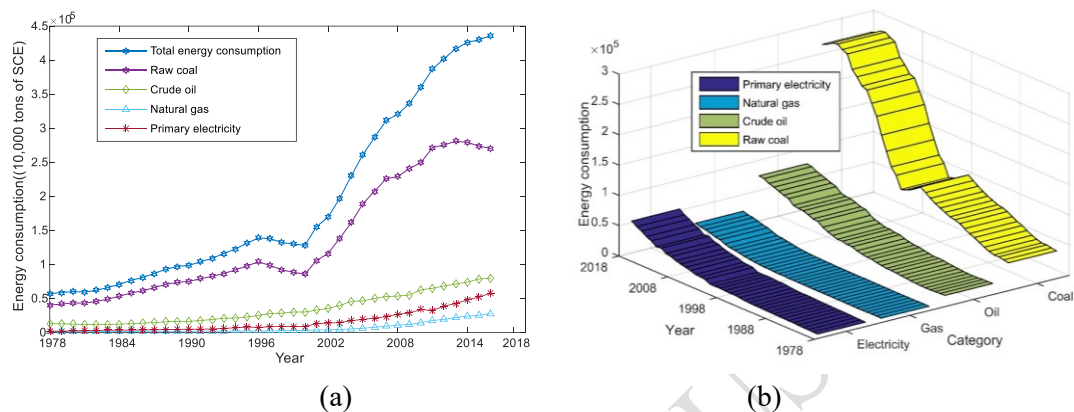 (a)
×10^5
4.5
4
3.5
3
2.5
2
1.5
1
0.5
0
Energy consumption((10,000 tons of SCE)
Total energy consumption
Raw coal
Crude oil
Natural gas
Primary electricity
1978 1984 1990 1996 2002 2008 2014 2018
Year
(a)
(b)
×10^5
3
2.5
2
1.5
1
0.5
0
Energy consumption
Primary electricity
Natural gas
Crude oil
Raw coal
2018
2008
1998
1988
1978
Year
Electricity
Gas
Oil
Coal
Category
(b)